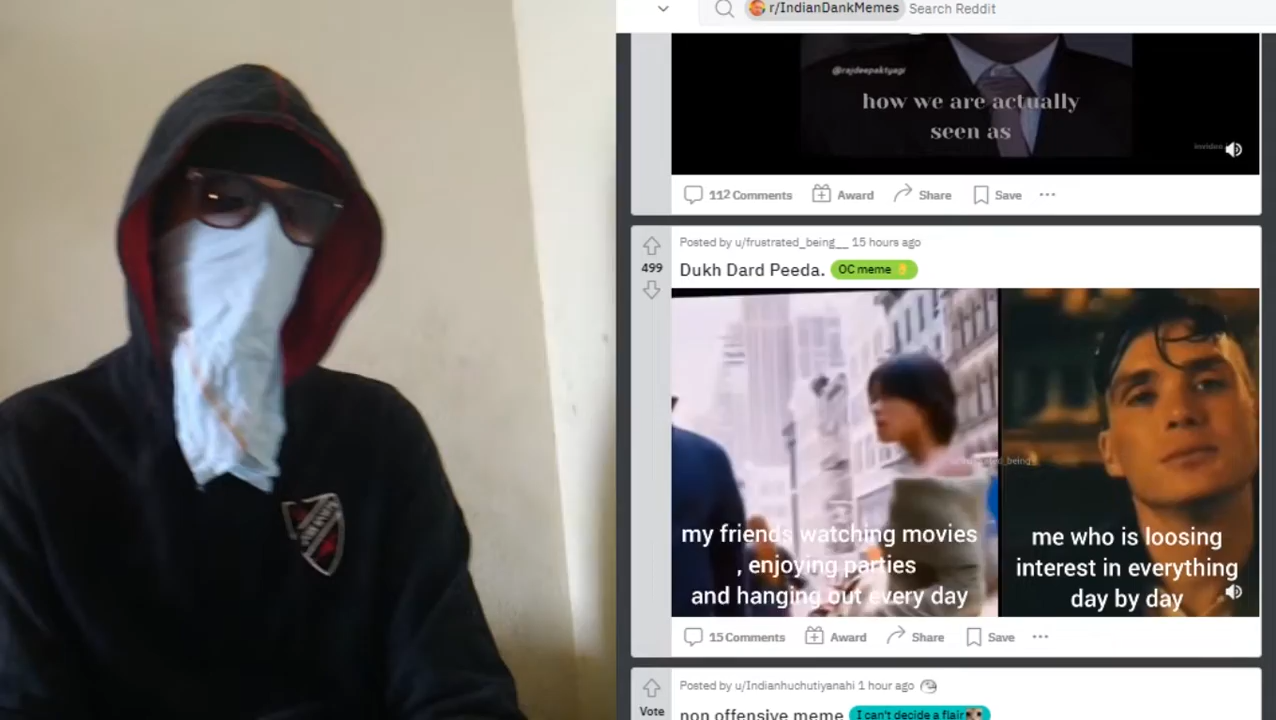 r/IndianDankMemes Search Reddit
@rajdeepaktyagi
how we are actually
seen as
invideo
112 Comments Award Share Save ...
Posted by u/frustrated_being__ 15 hours ago
499
Dukh Dard Peeda. OC meme
my friends watching movies
, enjoying parties
and hanging out every day
me who is loosing
interest in everything
day by day
15 Comments Award Share Save ...
Posted by u/Indianhuchutiyanahi 1 hour ago
Vote
non offensive meme I can't decide a flair